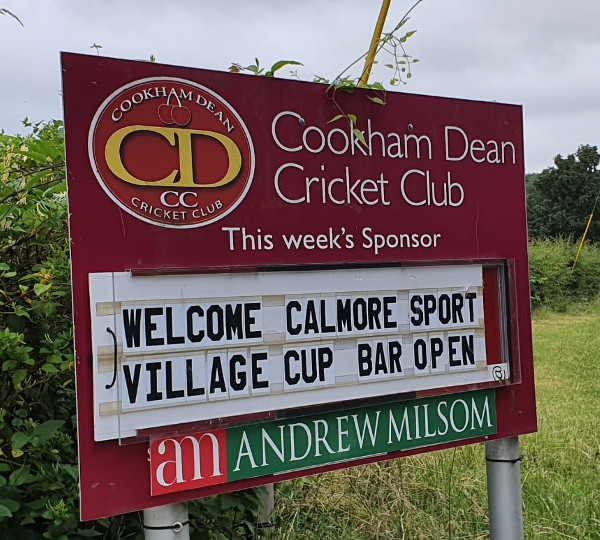 COOKHAM DEAN
CD
CC
CRICKET CLUB
Cookham Dean
Cricket Club
This week's Sponsor
WELCOME CALMORE SPORT
VILLAGE CUP BAR OPEN
am ANDREW MILSOM